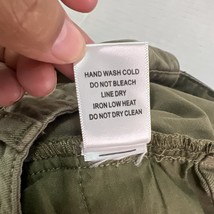 HAND WASH COLD
DO NOT BLEACH
LINE DRY
IRON LOW HEAT
DO NOT DRY CLEAN